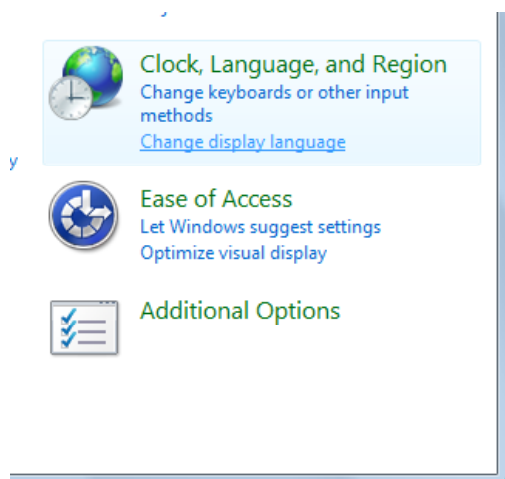 Clock, Language, and Region
Change keyboards or other input
methods
Change display language
y
Ease of Access
Let Windows suggest settings
Optimize visual display
Additional Options